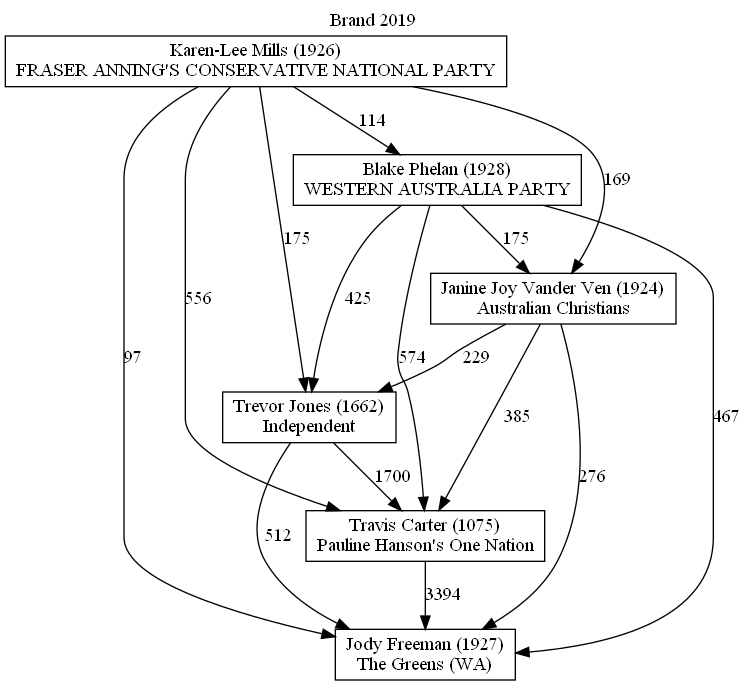 Brand 2019
Karen-Lee Mills (1926)
FRASER ANNING'S CONSERVATIVE NATIONAL PARTY
114
Blake Phelan (1928)
WESTERN AUSTRALIA PARTY
169
175
175
Janine Joy Vander Ven (1924)
Australian Christians
556
425
97
574
229
467
Trevor Jones (1662)
Independent
385
1700
276
512
Travis Carter (1075)
Pauline Hanson's One Nation
3394
Jody Freeman (1927)
The Greens (WA)